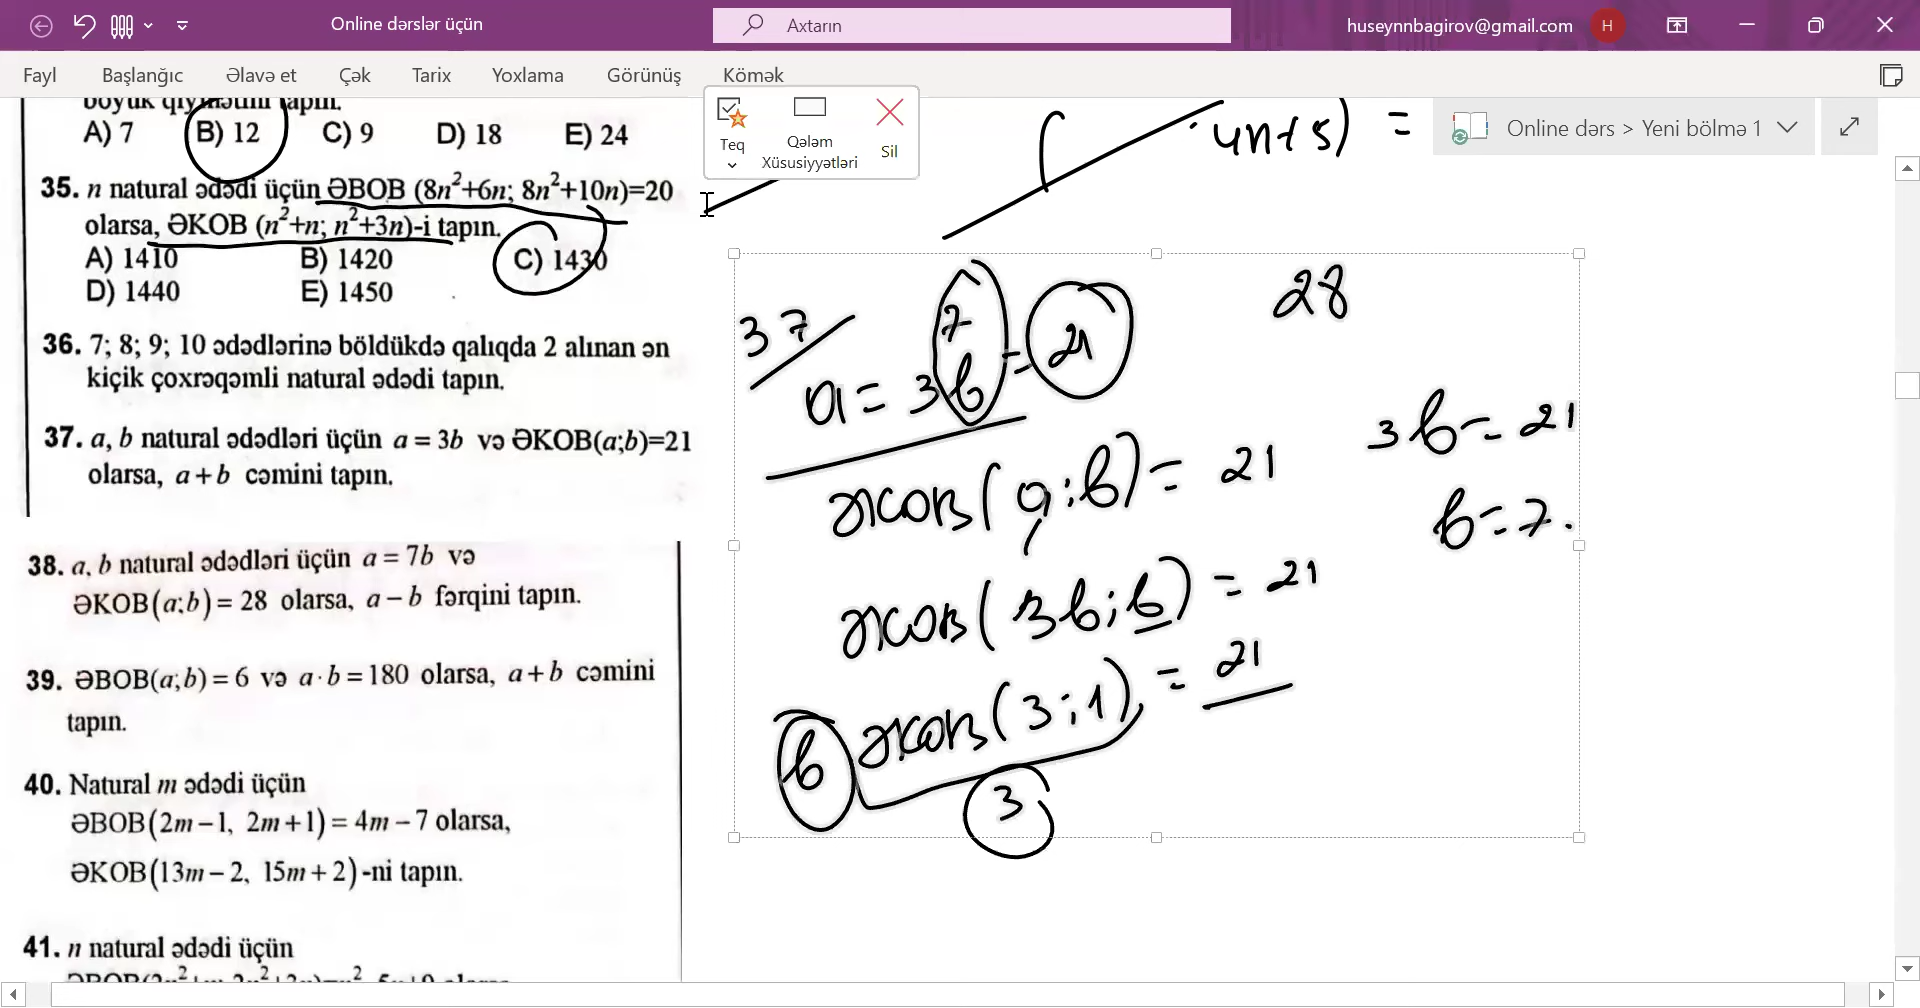 Online dərslər üçün
Axtarın
huseynnbagirov@gmail.com
H
Fayl Başlanğıc Əlavə et Çək Tarix Yoxlama Görünüş Kömək
Teq
Qələm Xüsusiyyətləri
Sil
Online dərs > Yeni bölmə 1
böyük qiymətini tapın.
A) 7 B) 12 C) 9 D) 18 E) 24
35. n natural ədədi üçün ƏBOB (8n²+6n; 8n²+10n)=20
olarsa, ƏKOB (n²+n; n²+3n)-i tapın.
A) 1410 B) 1420 C) 1430
D) 1440 E) 1450
36. 7; 8; 9; 10 ədədlərinə böldükdə qalıqda 2 alınan ən
kiçik çoxrəqəmli natural ədədi tapın.
37. a, b natural ədədləri üçün a = 3b və ƏKOB(a;b)=21
olarsa, a+b cəmini tapın.
38. a, b natural ədədləri üçün a = 7b və
ƏKOB(a;b) = 28 olarsa, a – b fərqini tapın.
39. ƏBOB(a;b) = 6 və a·b = 180 olarsa, a+b cəmini
tapın.
40. Natural m ədədi üçün
ƏBOB(2m – 1, 2m + 1) = 4m – 7 olarsa,
ƏKOB(13m – 2, 15m + 2)-ni tapın.
41. n natural ədədi üçün
4n+5) =
28
37
7
a = 3b = 21
əkob(a;b) = 21
əkob(3b;b) = 21
b əkob(3;1) = 21
3
3b = 21
b = 7.